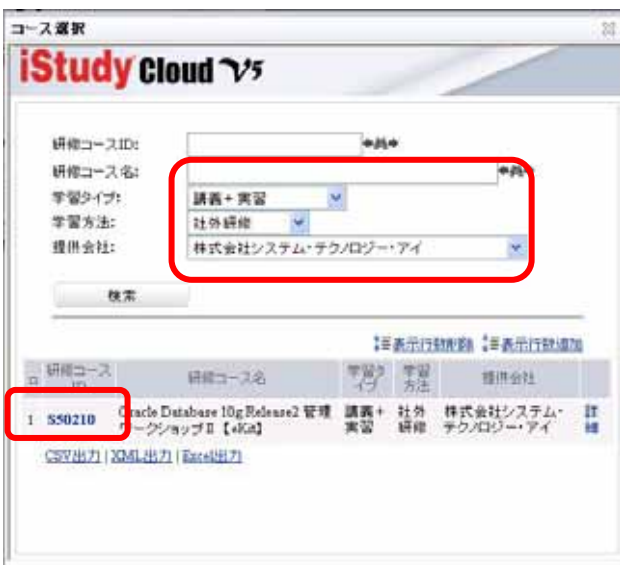 コース選択
iStudy Cloud V5
研修コースID:
研修コース名:
学習タイプ: 講義+実習
学習方法: 社外研修
提供会社: 株式会社システム・テクノロジー・アイ
検索
表示行数削除 表示行数追加
研修コースID 研修コース名 学習タイプ 学習方法 提供会社
1 S50210 Oracle Database 10g Release2 管理 講義+ 社外 株式会社システム・ 詳
ワークショップⅡ【eKit】 実習 研修 テクノロジー・アイ 細
CSV出力 | XML出力 | Excel出力